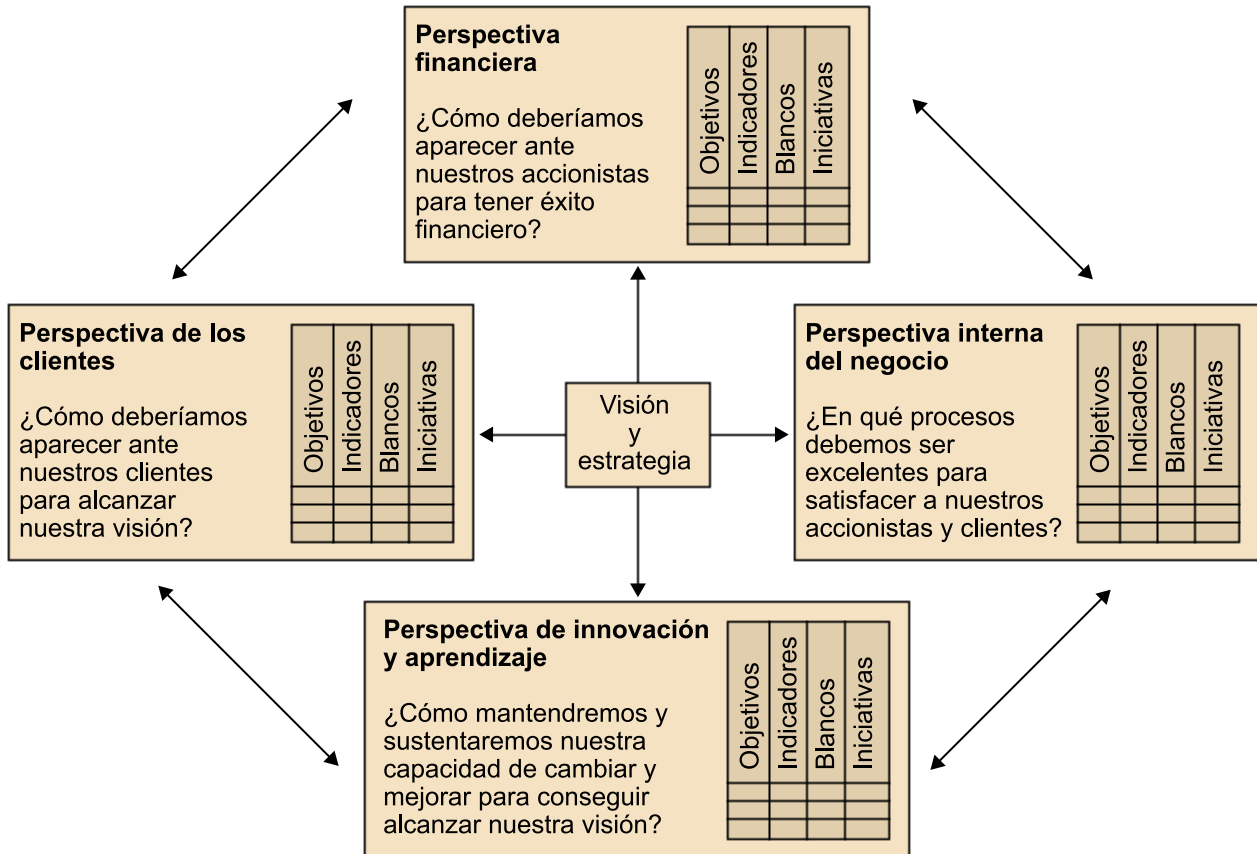 Perspectiva
financiera
¿Cómo deberíamos
aparecer ante
nuestros accionistas
para tener éxito
financiero?
Objetivos
Indicadores
Blancos
Iniciativas
Perspectiva de los
clientes
¿Cómo deberíamos
aparecer ante
nuestros clientes
para alcanzar
nuestra visión?
Objetivos
Indicadores
Blancos
Iniciativas
Visión
y
estrategia
Perspectiva interna
del negocio
¿En qué procesos
debemos ser
excelentes para
satisfacer a nuestros
accionistas y clientes?
Objetivos
Indicadores
Blancos
Iniciativas
Perspectiva de innovación
y aprendizaje
¿Cómo mantendremos y
sustentaremos nuestra
capacidad de cambiar y
mejorar para conseguir
alcanzar nuestra visión?
Objetivos
Indicadores
Blancos
Iniciativas